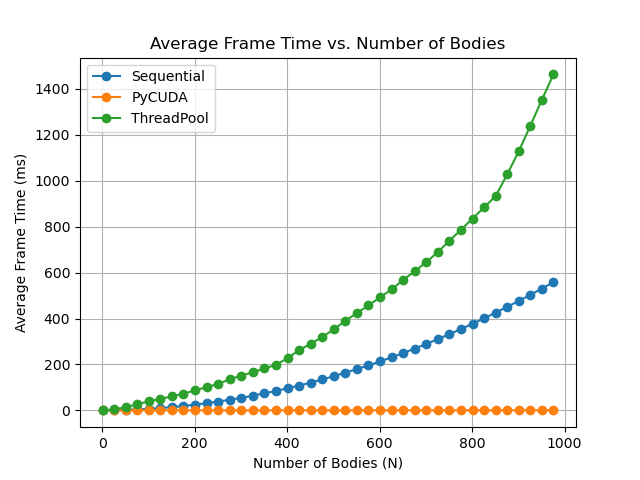 Average Frame Time vs. Number of Bodies
Sequential
PyCUDA
ThreadPool
Average Frame Time (ms)
1400
1200
1000
800
600
400
200
0
0 200 400 600 800 1000
Number of Bodies (N)